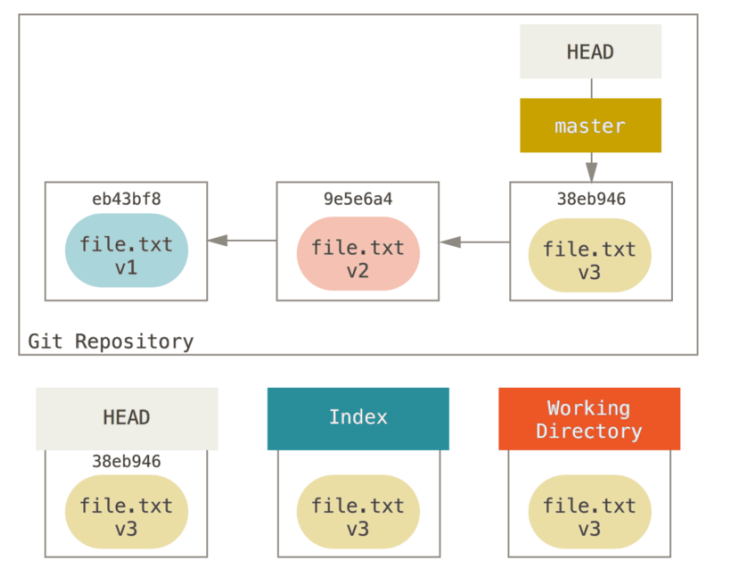 HEAD
master
eb43bf8
9e5e6a4
38eb946
file.txt
v1
file.txt
v2
file.txt
v3
Git Repository
HEAD
Index
Working
Directory
38eb946
file.txt
v3
file.txt
v3
file.txt
v3